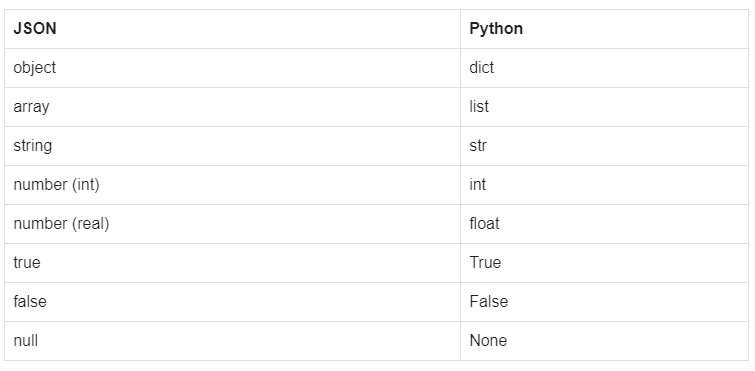 JSON Python
object dict
array list
string str
number (int) int
number (real) float
true True
false False
null None